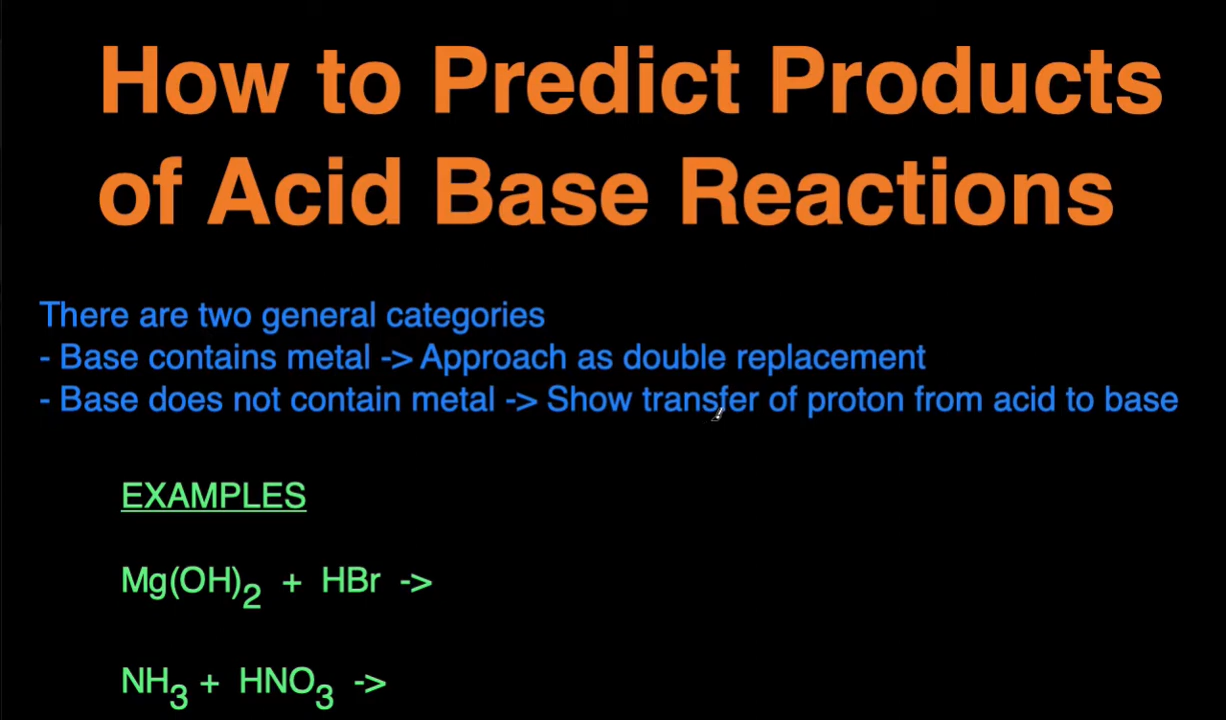 How to Predict Products
of Acid Base Reactions
There are two general categories
- Base contains metal -> Approach as double replacement
- Base does not contain metal -> Show transfer of proton from acid to base
EXAMPLES
Mg(OH)₂ + HBr ->
NH₃ + HNO₃ ->